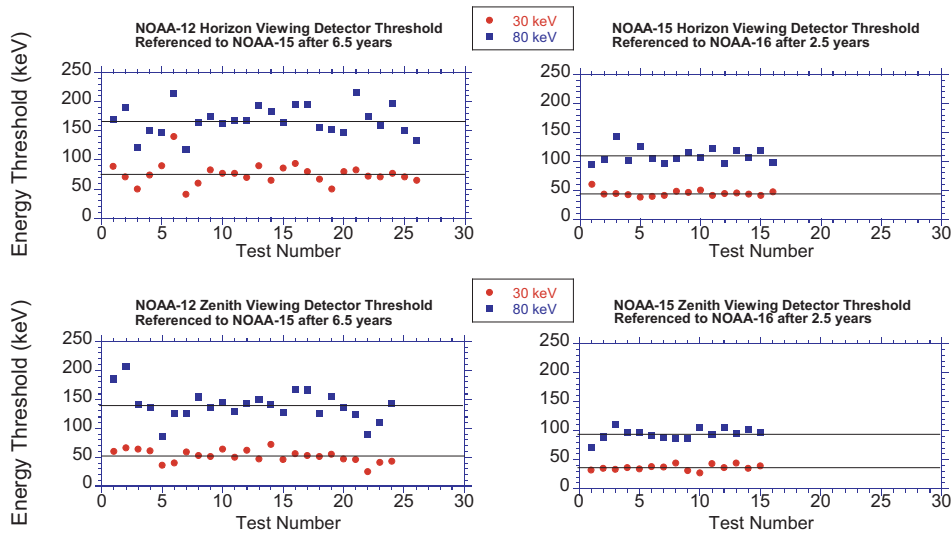 NOAA-12 Horizon Viewing Detector Threshold
Referenced to NOAA-15 after 6.5 years
30 keV
80 keV
NOAA-15 Horizon Viewing Detector Threshold
Referenced to NOAA-16 after 2.5 years
Energy Threshold (keV)
250
200
150
100
50
0
0 5 10 15 20 25 30
Test Number
250
200
150
100
50
0
0 5 10 15 20 25 30
Test Number
NOAA-12 Zenith Viewing Detector Threshold
Referenced to NOAA-15 after 6.5 years
30 keV
80 keV
NOAA-15 Zenith Viewing Detector Threshold
Referenced to NOAA-16 after 2.5 years
Energy Threshold (keV)
250
200
150
100
50
0
0 5 10 15 20 25 30
Test Number
250
200
150
100
50
0
0 5 10 15 20 25 30
Test Number